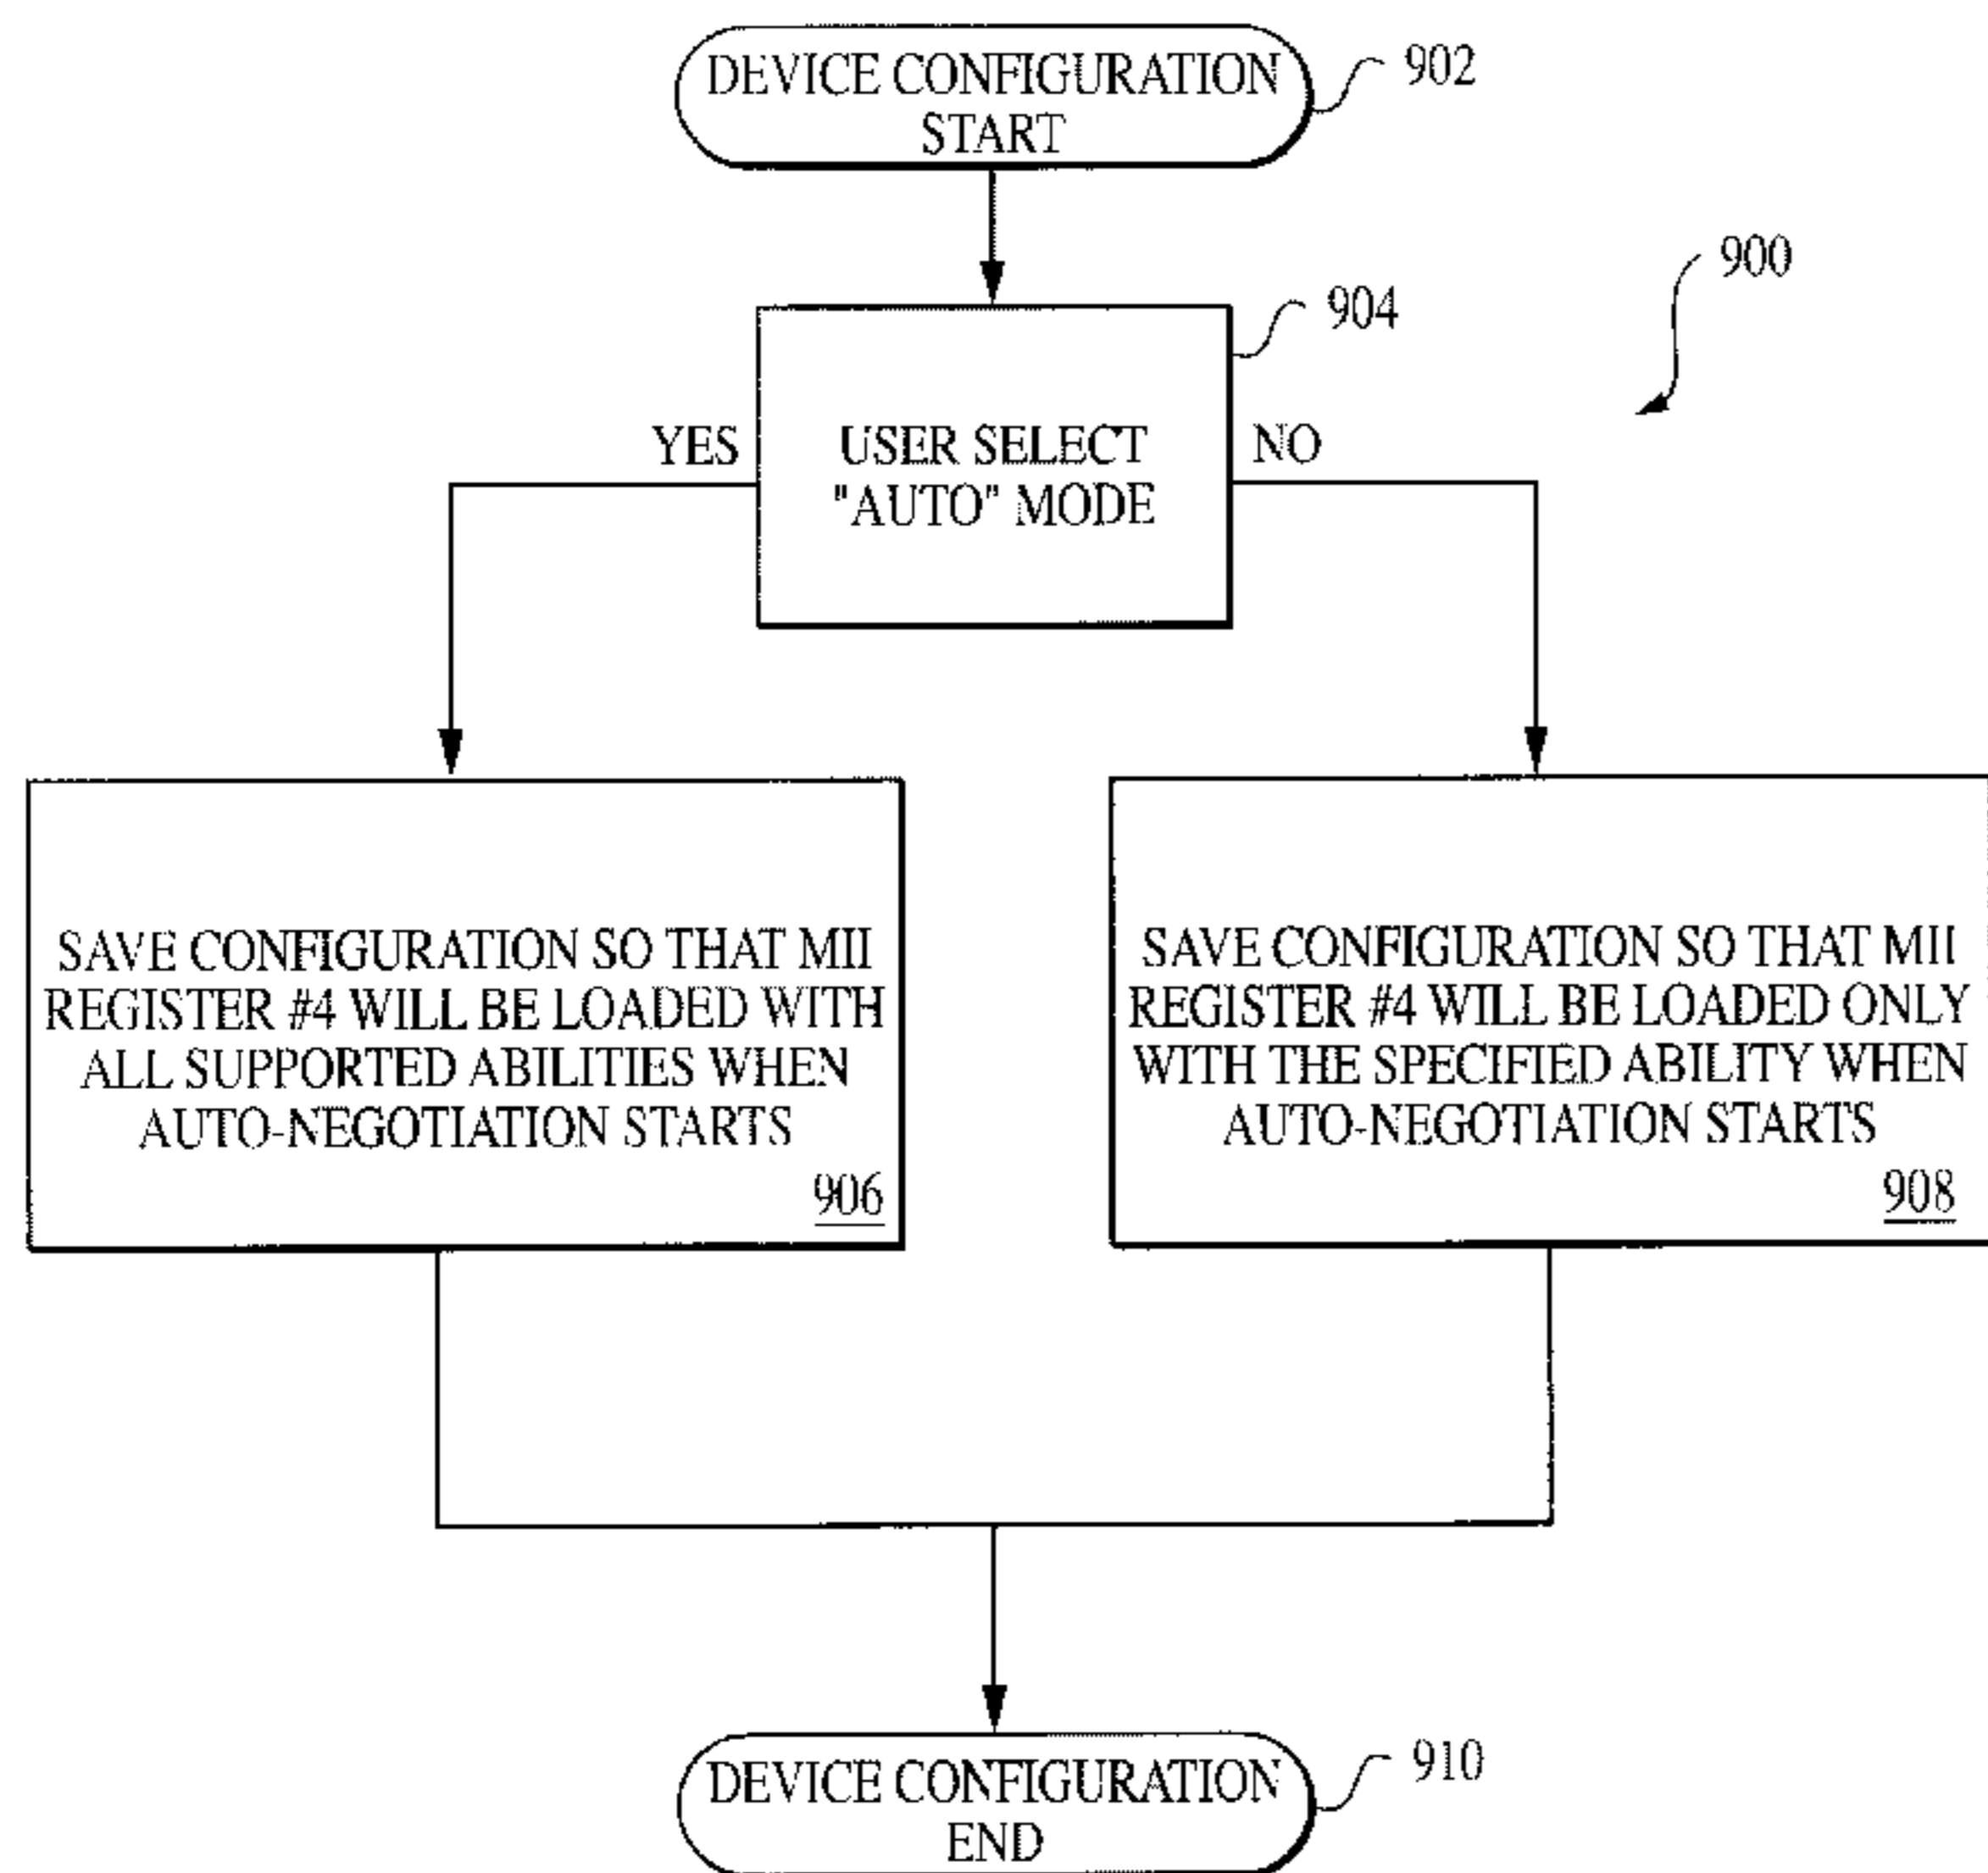 DEVICE CONFIGURATION
START
902
900
904
YES
USER SELECT
"AUTO" MODE
NO
SAVE CONFIGURATION SO THAT MII
REGISTER #4 WILL BE LOADED WITH
ALL SUPPORTED ABILITIES WHEN
AUTO-NEGOTIATION STARTS
906
SAVE CONFIGURATION SO THAT MII
REGISTER #4 WILL BE LOADED ONLY
WITH THE SPECIFIED ABILITY WHEN
AUTO-NEGOTIATION STARTS
908
DEVICE CONFIGURATION
END
910